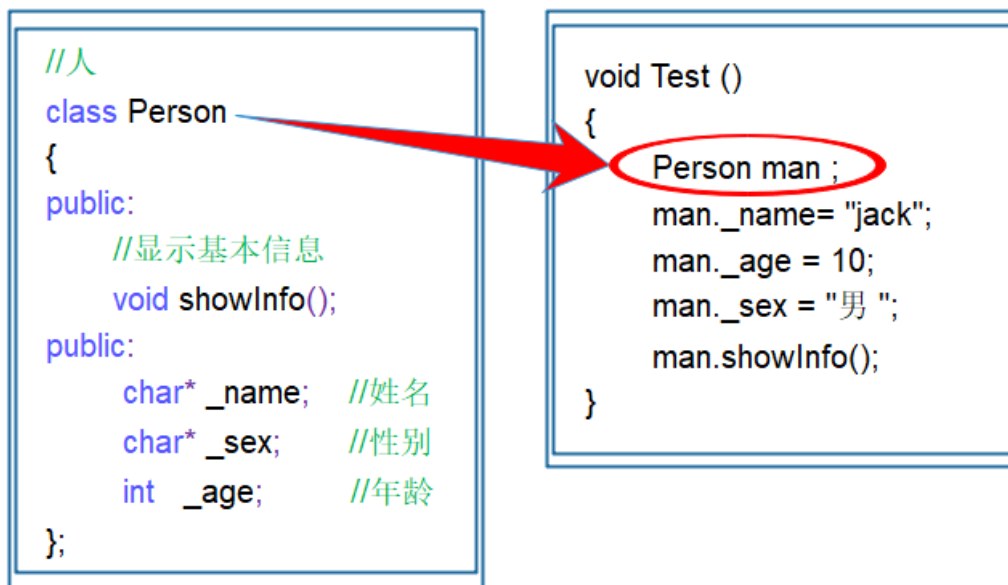 //人
class Person
{
public:
//显示基本信息
void showInfo();
public:
char* _name; //姓名
char* _sex; //性别
int _age; //年龄
};
void Test ()
{
Person man ;
man._name= "jack";
man._age = 10;
man._sex = "男 ";
man.showInfo();
}